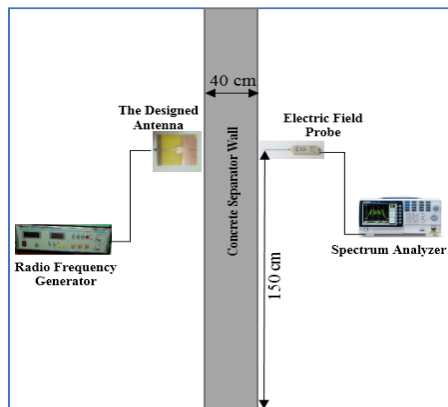 40 cm
The Designed
Antenna
Electric Field
Probe
Concrete Separator Wall
Radio Frequency
Generator
Spectrum Analyzer
150 cm